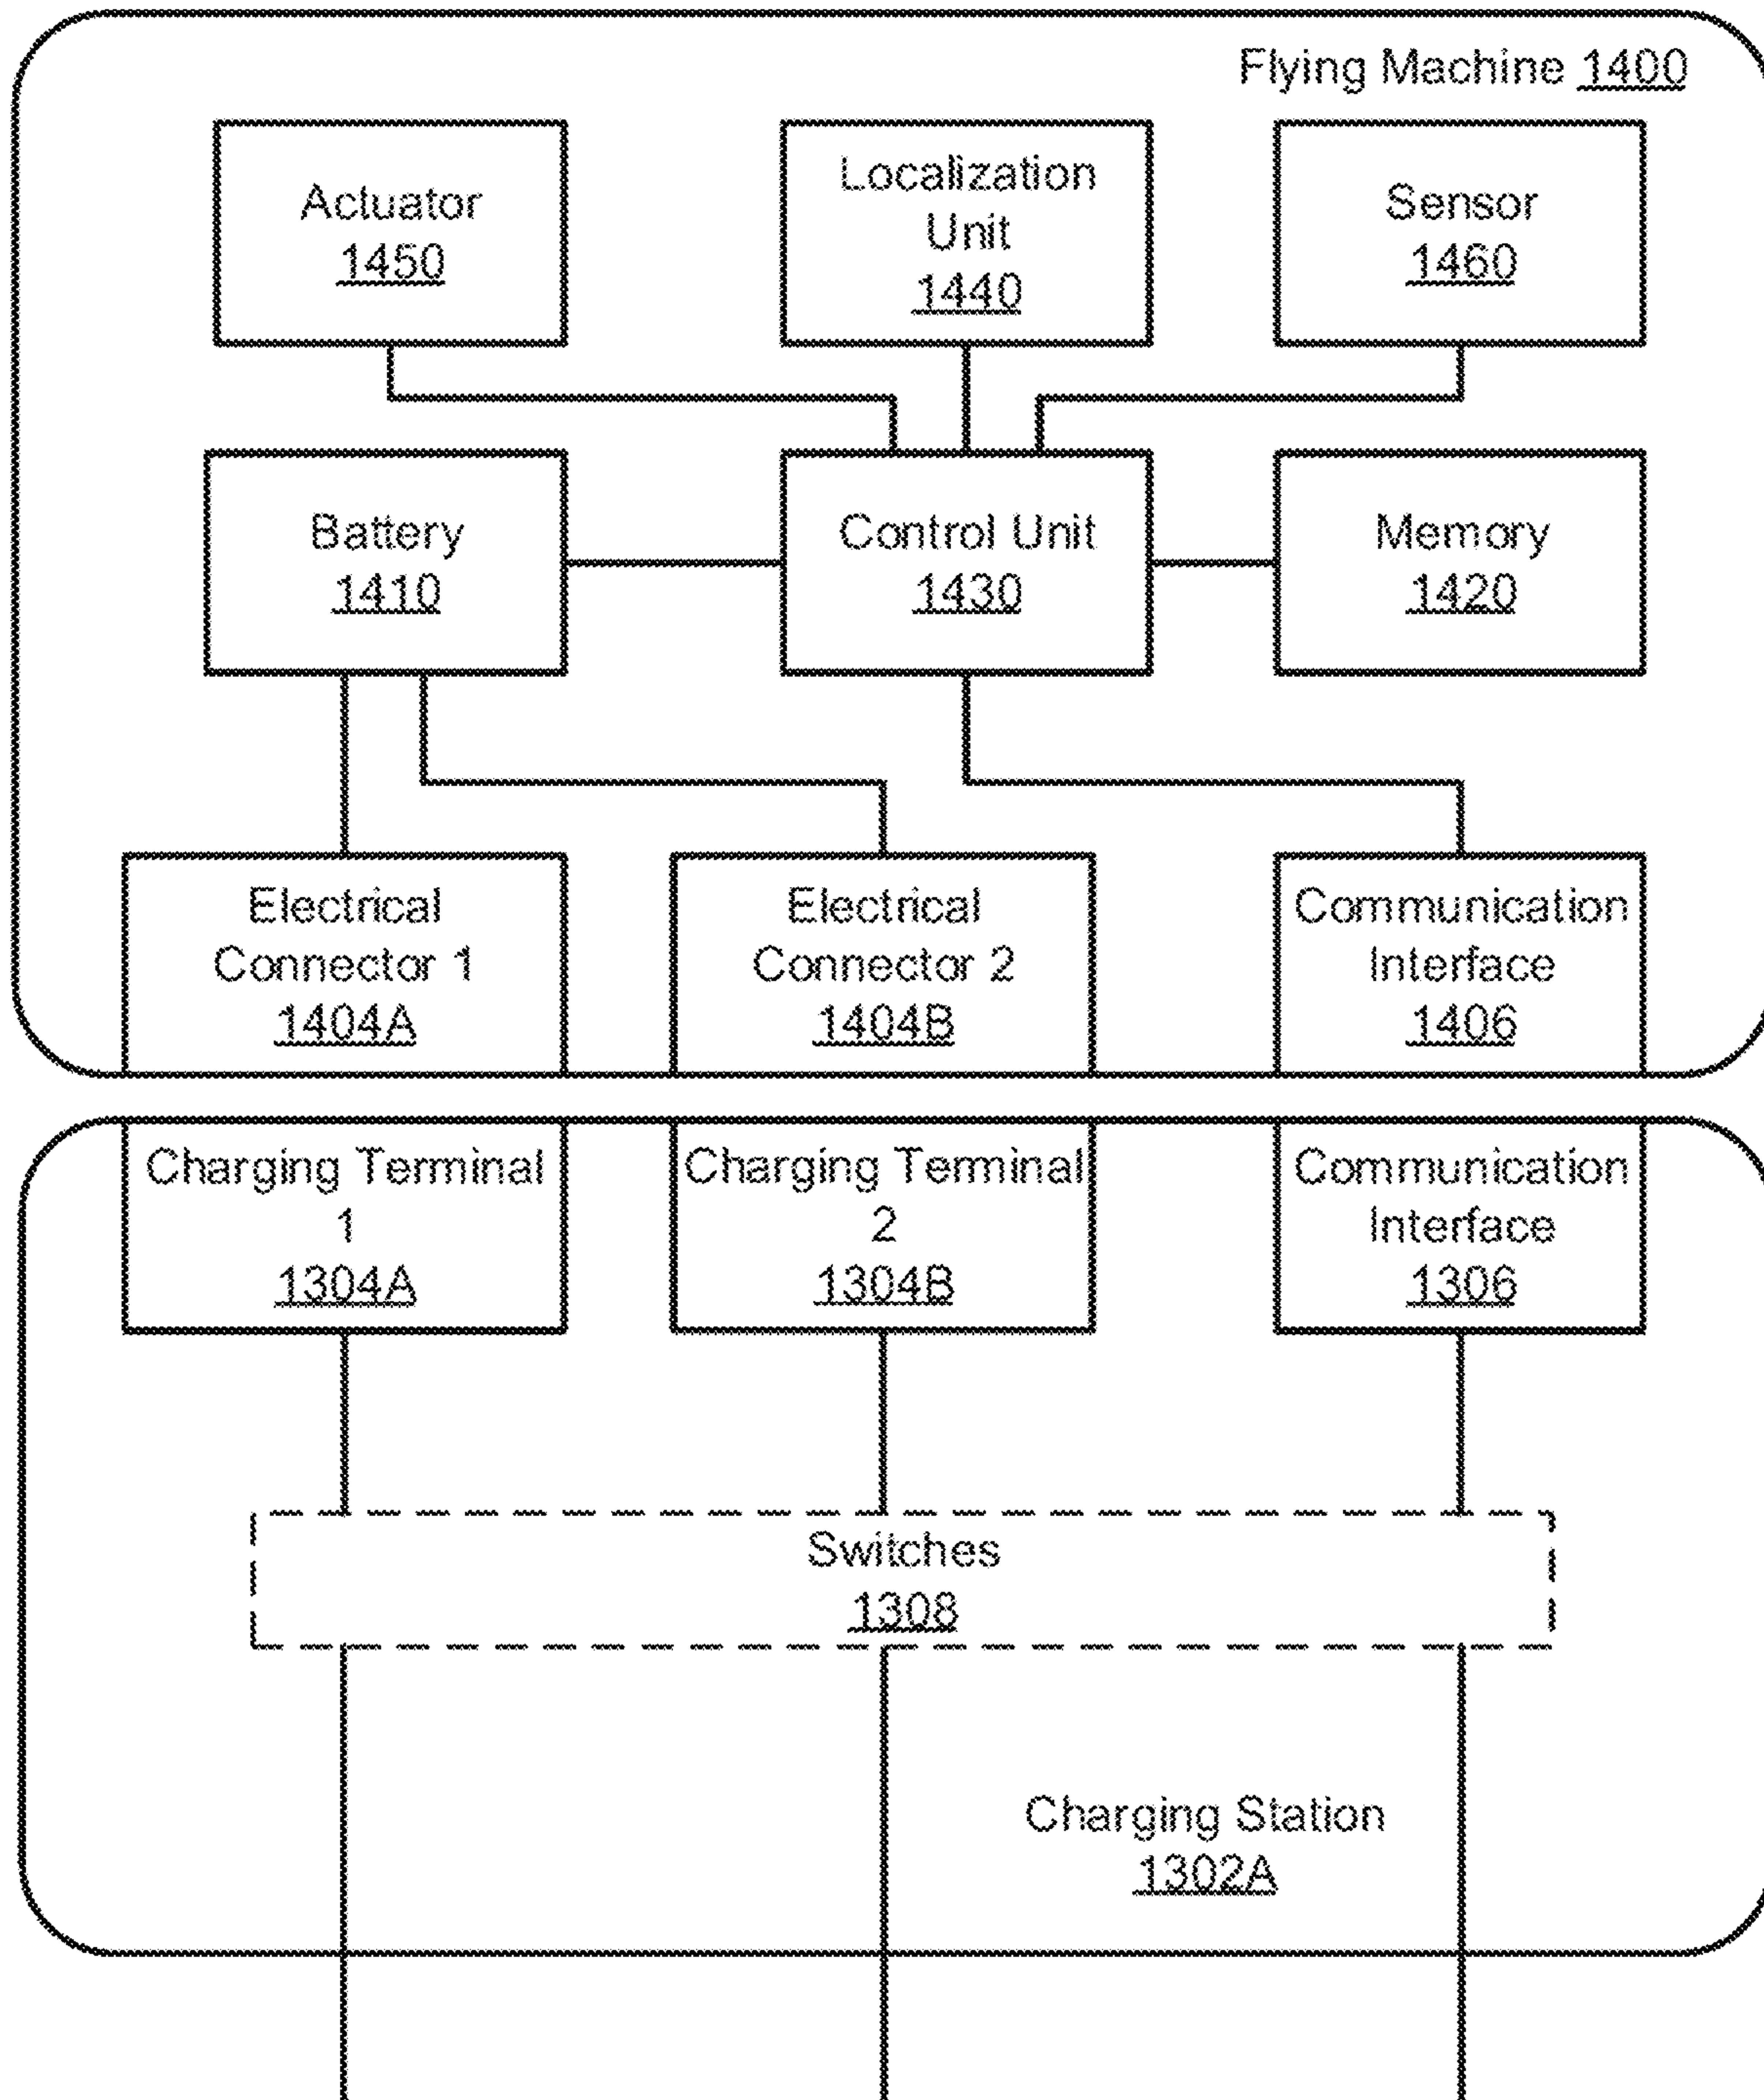 Flying Machine 1400
Actuator
1450
Localization
Unit
1440
Sensor
1460
Battery
1410
Control Unit
1430
Memory
1420
Electrical
Connector 1
1404A
Electrical
Connector 2
1404B
Communication
Interface
1406
Charging Terminal
1
1304A
Charging Terminal
2
1304B
Communication
Interface
1306
Switches
1308
Charging Station
1302A